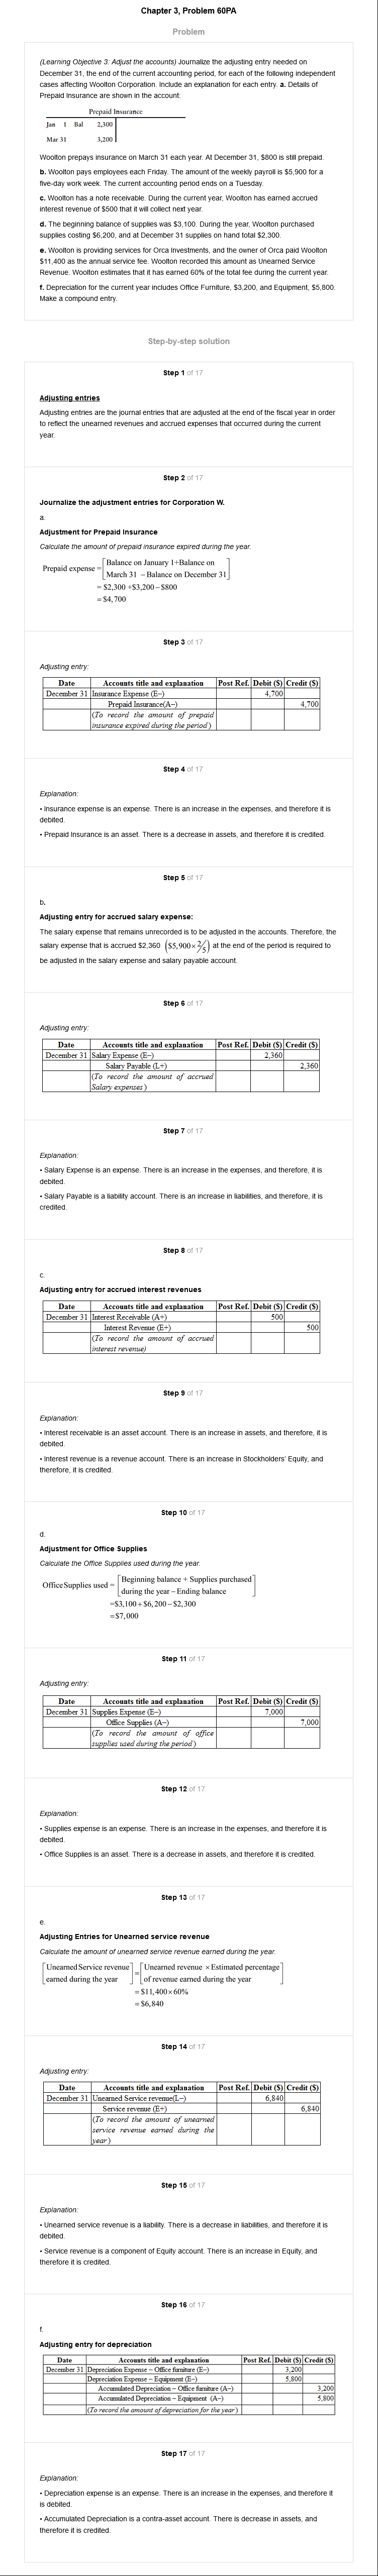 Chapter 3, Problem 60PA
Problem
(Learning Objective 3: Adjust the accounts) Journalize the adjusting entry needed on
December 31, the end of the current accounting period, for each of the following independent
cases affecting Woolton Corporation. Include an explanation for each entry. a. Details of
Prepaid Insurance are shown in the account:
Prepaid Insurance
Jan 1 Bal 2,300
Mar 31 3,200
Woolton prepays insurance on March 31 each year. At December 31, $800 is still prepaid.
b. Woolton pays employees each Friday. The amount of the weekly payroll is $5,900 for a
five-day work week. The current accounting period ends on a Tuesday.
c. Woolton has a note receivable. During the current year, Woolton has earned accrued
interest revenue of $500 that it will collect next year.
d. The beginning balance of supplies was $3,100. During the year, Woolton purchased
supplies costing $6,200, and at December 31 supplies on hand total $2,300.
e. Woolton is providing services for Orca Investments, and the owner of Orca paid Woolton
$11,400 as the annual service fee. Woolton recorded this amount as Unearned Service
Revenue. Woolton estimates that it has earned 60% of the total fee during the current year.
f. Depreciation for the current year includes Office Furniture, $3,200, and Equipment, $5,800.
Make a compound entry.
Step-by-step solution
Step 1 of 17
Adjusting entries
Adjusting entries are the journal entries that are adjusted at the end of the fiscal year in order
to reflect the unearned revenues and accrued expenses that occurred during the current
year.
Step 2 of 17
Journalize the adjustment entries for Corporation W.
a.
Adjustment for Prepaid Insurance
Calculate the amount of prepaid insurance expired during the year.
Prepaid expense = [Balance on January 1+Balance on
March 31 – Balance on December 31]
= $2,300 +$3,200 – $800
= $4,700
Step 3 of 17
Adjusting entry:
Date Accounts title and explanation Post Ref. Debit ($) Credit ($)
December 31 Insurance Expense (E–) 4,700
Prepaid Insurance(A–) 4,700
(To record the amount of prepaid
insurance expired during the period)
Step 4 of 17
Explanation:
• Insurance expense is an expense. There is an increase in the expenses, and therefore it is
debited.
• Prepaid Insurance is an asset. There is a decrease in assets, and therefore it is credited.
Step 5 of 17
b.
Adjusting entry for accrued salary expense:
The salary expense that remains unrecorded is to be adjusted in the accounts. Therefore, the
salary expense that is accrued $2,360 ($5,900×2/5) at the end of the period is required to
be adjusted in the salary expense and salary payable account.
Step 6 of 17
Adjusting entry:
Date Accounts title and explanation Post Ref. Debit ($) Credit ($)
December 31 Salary Expense (E–) 2,360
Salary Payable (L+) 2,360
(To record the amount of accrued
Salary expenses)
Step 7 of 17
Explanation:
• Salary Expense is an expense. There is an increase in the expenses, and therefore, it is
debited.
• Salary Payable is a liability account. There is an increase in liabilities, and therefore, it is
credited.
Step 8 of 17
c.
Adjusting entry for accrued interest revenues
Date Accounts title and explanation Post Ref. Debit ($) Credit ($)
December 31 Interest Receivable (A+) 500
Interest Revenue (E+) 500
(To record the amount of accrued
interest revenue)
Step 9 of 17
Explanation:
• Interest receivable is an asset account. There is an increase in assets, and therefore, it is
debited.
• Interest revenue is a revenue account. There is an increase in Stockholders' Equity, and
therefore, it is credited.
Step 10 of 17
d.
Adjustment for Office Supplies
Calculate the Office Supplies used during the year.
Office Supplies used = [Beginning balance + Supplies purchased
during the year – Ending balance]
=$3,100 + $6,200 – $2,300
=$7,000
Step 11 of 17
Adjusting entry:
Date Accounts title and explanation Post Ref. Debit ($) Credit ($)
December 31 Supplies Expense (E–) 7,000
Office Supplies (A–) 7,000
(To record the amount of office
supplies used during the period)
Step 12 of 17
Explanation:
• Supplies expense is an expense. There is an increase in the expenses, and therefore it is
debited.
• Office Supplies is an asset. There is a decrease in assets, and therefore it is credited.
Step 13 of 17
e.
Adjusting Entries for Unearned service revenue
Calculate the amount of unearned service revenue earned during the year.
[Unearned Service revenue
earned during the year] = [Unearned revenue × Estimated percentage
of revenue earned during the year]
= $11,400×60%
= $6,840
Step 14 of 17
Adjusting entry:
Date Accounts title and explanation Post Ref. Debit ($) Credit ($)
December 31 Unearned Service revenue(L–) 6,840
Service revenue (E+) 6,840
(To record the amount of unearned
service revenue earned during the
year)
Step 15 of 17
Explanation:
• Unearned service revenue is a liability. There is a decrease in liabilities, and therefore it is
debited.
• Service revenue is a component of Equity account. There is an increase in Equity, and
therefore it is credited.
Step 16 of 17
f.
Adjusting entry for depreciation
Date Accounts title and explanation Post Ref. Debit ($) Credit ($)
December 31 Depreciation Expense – Office furniture (E–) 3,200
Depreciation Expense – Equipment (E–) 5,800
Accumulated Depreciation – Office furniture (A–) 3,200
Accumulated Depreciation – Equipment (A–) 5,800
(To record the amount of depreciation for the year)
Step 17 of 17
Explanation:
• Depreciation expense is an expense. There is an increase in the expenses, and therefore it
is debited.
• Accumulated Depreciation is a contra-asset account. There is decrease in assets, and
therefore it is credited.